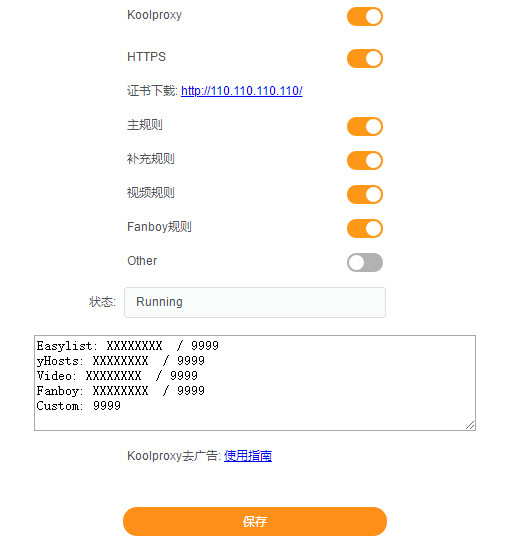 Koolproxy
HTTPS
证书下载: http://110.110.110.110/
主规则
补充规则
视频规则
Fanboy规则
Other
状态: Running
Easylist: XXXXXXXX / 9999
yHosts: XXXXXXXX / 9999
Video: XXXXXXXX / 9999
Fanboy: XXXXXXXX / 9999
Custom: 9999
Koolproxy去广告: 使用指南
保存